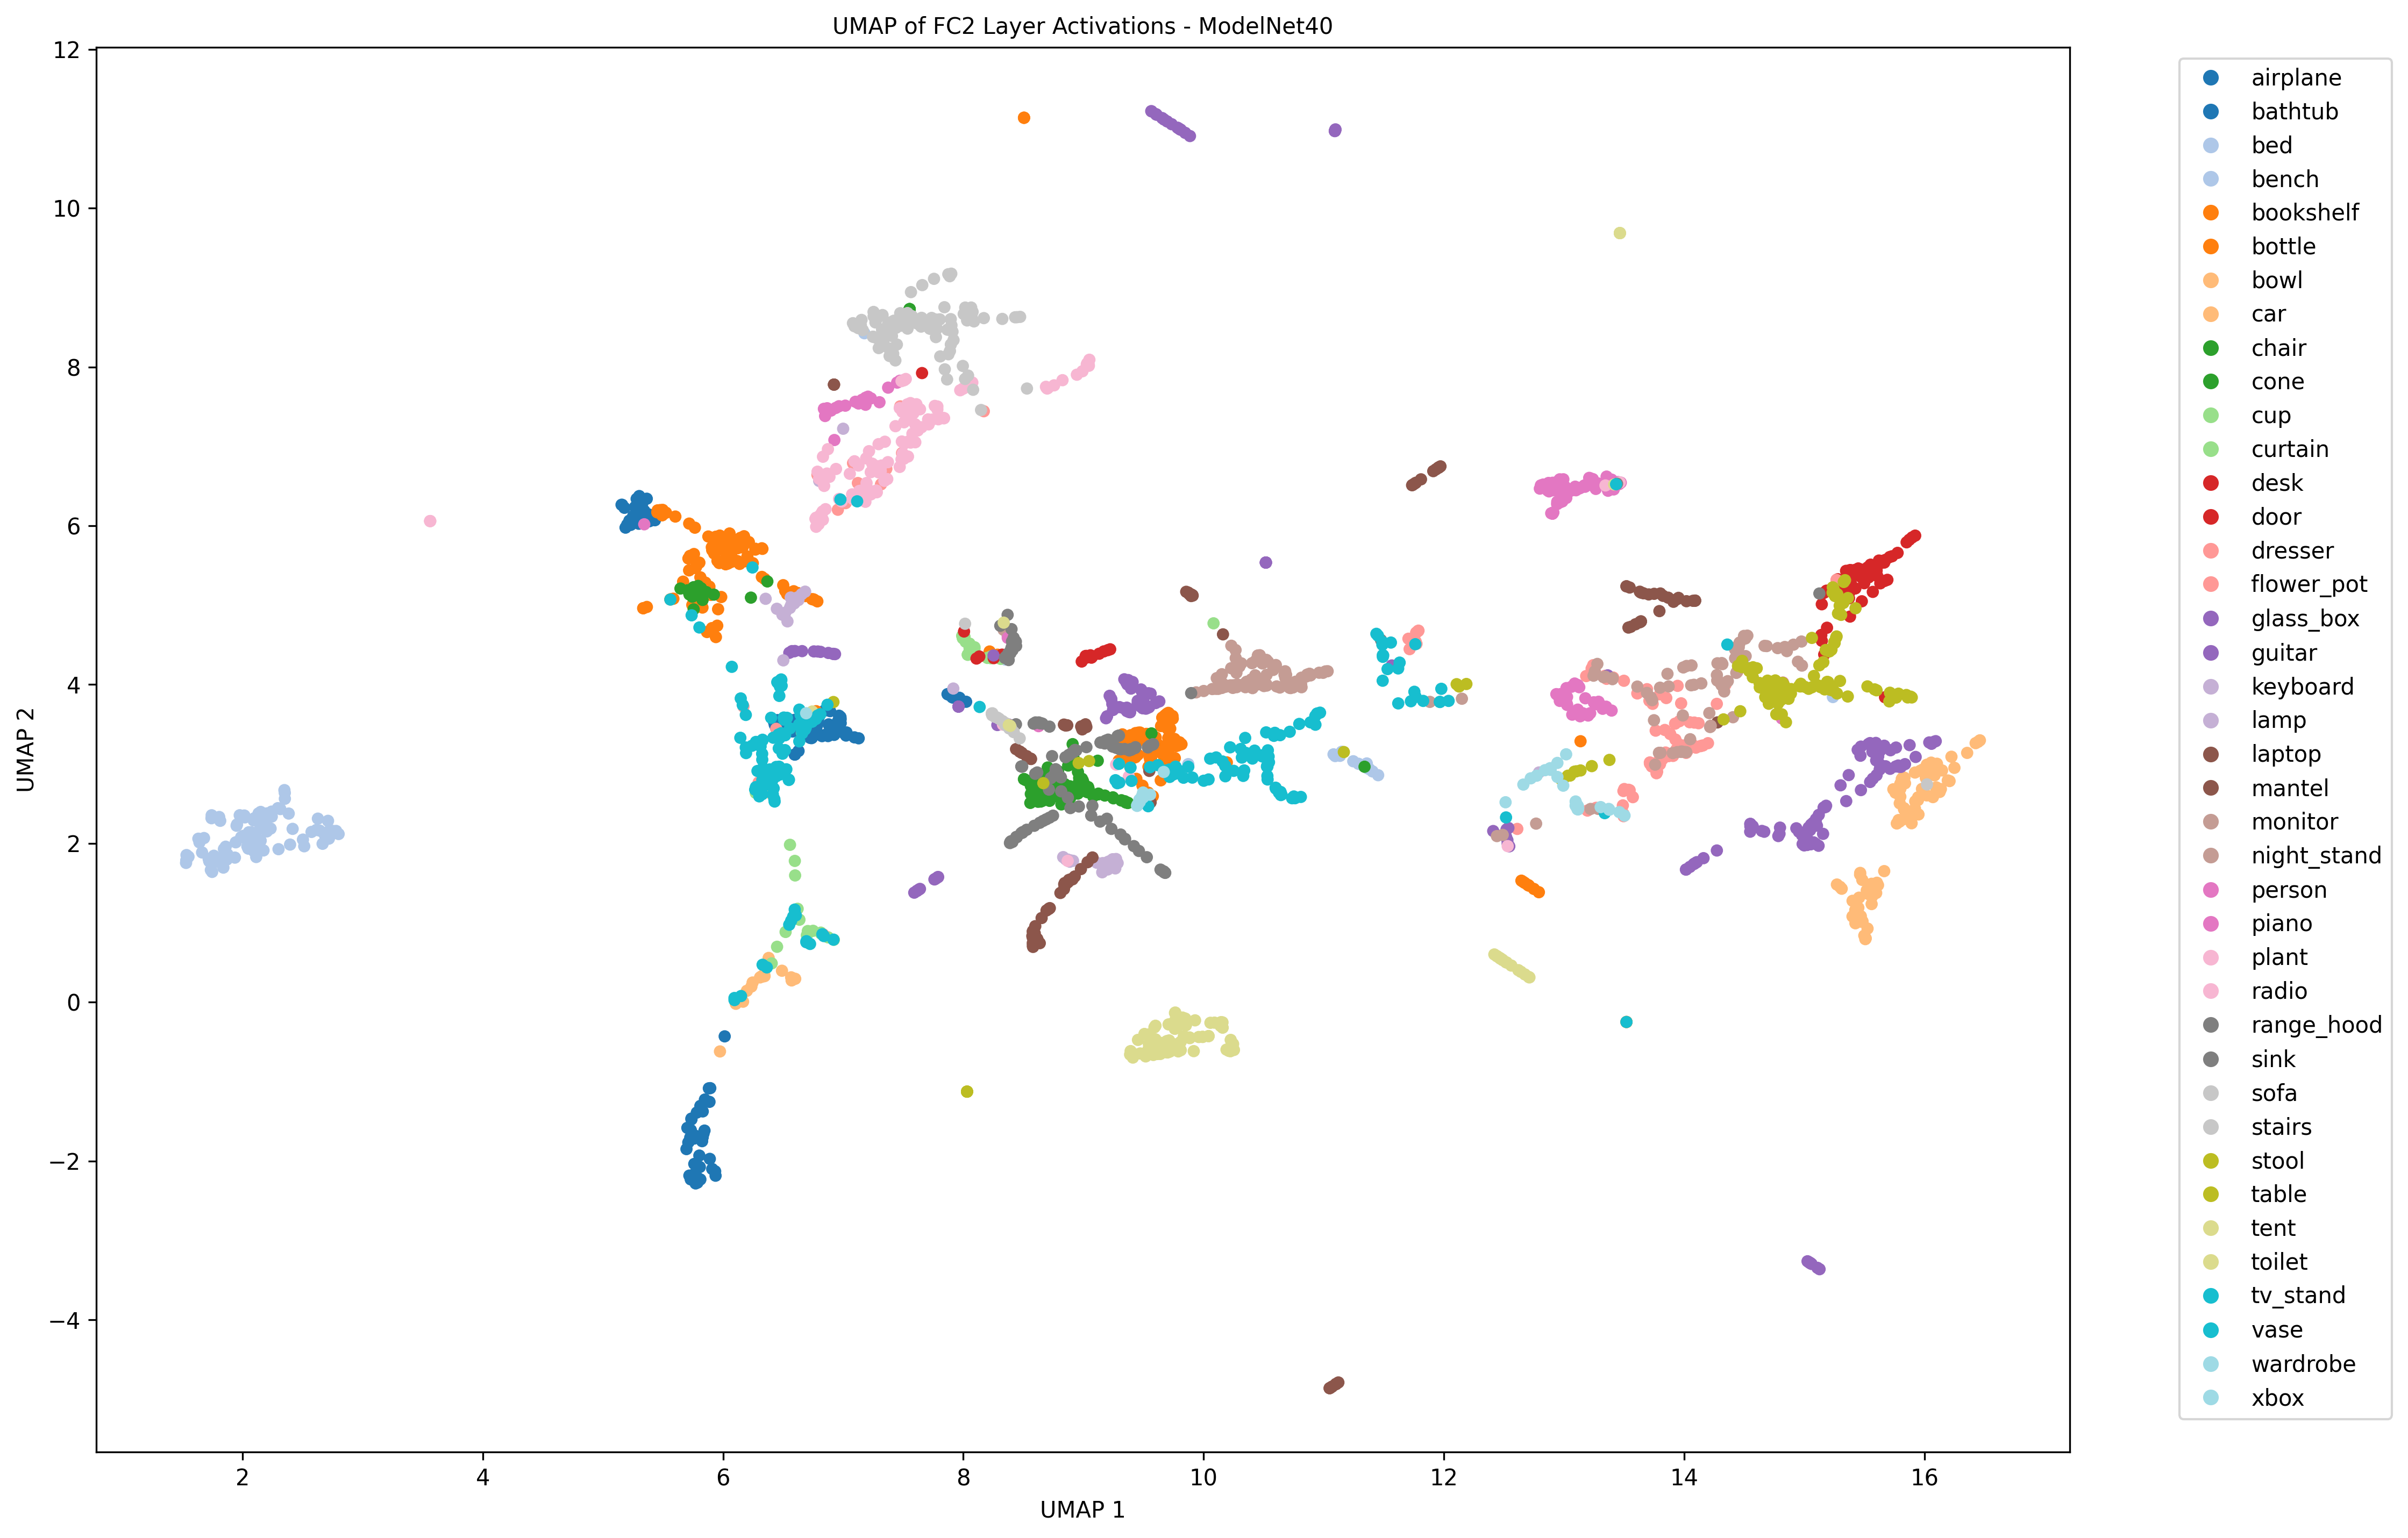 UMAP of FC2 Layer Activations - ModelNet40
12
10
8
6
4
2
0
−2
−4
UMAP 2
2
4
6
8
10
12
14
16
UMAP 1
airplane
bathtub
bed
bench
bookshelf
bottle
bowl
car
chair
cone
cup
curtain
desk
door
dresser
flower_pot
glass_box
guitar
keyboard
lamp
laptop
mantel
monitor
night_stand
person
piano
plant
radio
range_hood
sink
sofa
stairs
stool
table
tent
toilet
tv_stand
vase
wardrobe
xbox